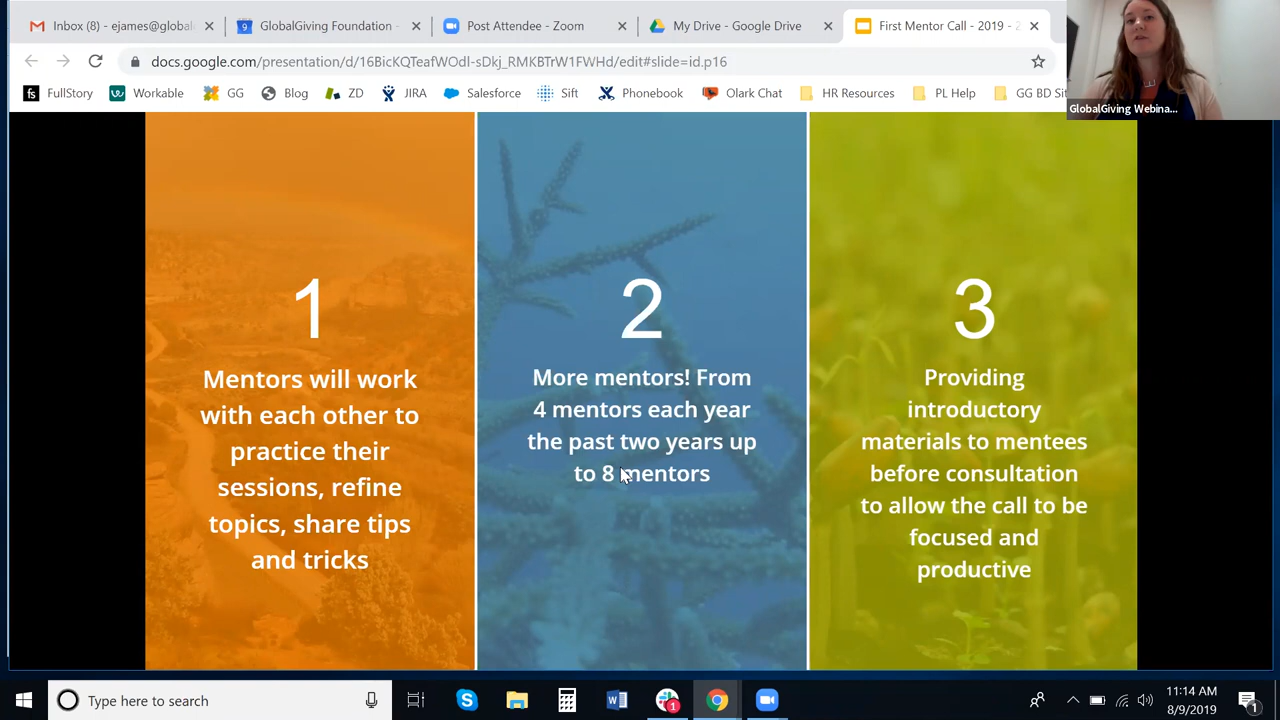 Inbox (8) - ejames@global
GlobalGiving Foundation -
Post Attendee - Zoom
My Drive - Google Drive
First Mentor Call - 2019 -
docs.google.com/presentation/d/16BicKQTeafWOdl-sDkj_RMKBTrW1FWHd/edit#slide=id.p16
FullStory
Workable
GG
Blog
ZD
JIRA
Salesforce
Sift
Phonebook
Olark Chat
HR Resources
PL Help
GG BD Sit
GlobalGiving Webina...
1
Mentors will work
with each other to
practice their
sessions, refine
topics, share tips
and tricks
2
More mentors! From
4 mentors each year
the past two years up
to 8 mentors
3
Providing
introductory
materials to mentees
before consultation
to allow the call to be
focused and
productive
Type here to search
11:14 AM
8/9/2019